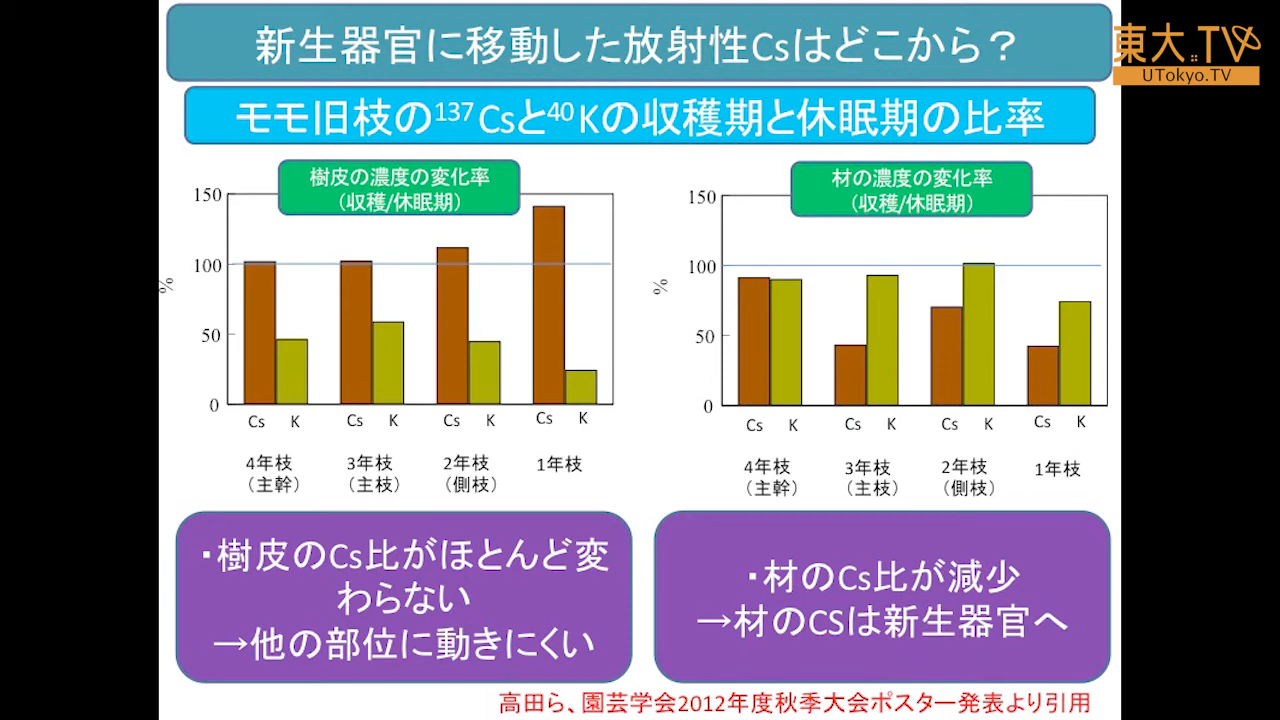 新生器官に移動した放射性Csはどこから？
東大.TV
UTokyo.TV
モモ旧枝の¹³⁷Csと⁴⁰Kの収穫期と休眠期の比率
樹皮の濃度の変化率
（収穫/休眠期）
150
100
50
0
%
Cs K Cs K Cs K Cs K
4年枝 3年枝 2年枝 1年枝
（主幹） （主枝） （側枝）
材の濃度の変化率
（収穫/休眠期）
150
100
50
0
%
Cs K Cs K Cs K Cs K
4年枝 3年枝 2年枝 1年枝
（主幹） （主枝） （側枝）
・樹皮のCs比がほとんど変
わらない
→他の部位に動きにくい
・材のCs比が減少
→材のCSは新生器官へ
高田ら、園芸学会2012年度秋季大会ポスター発表より引用